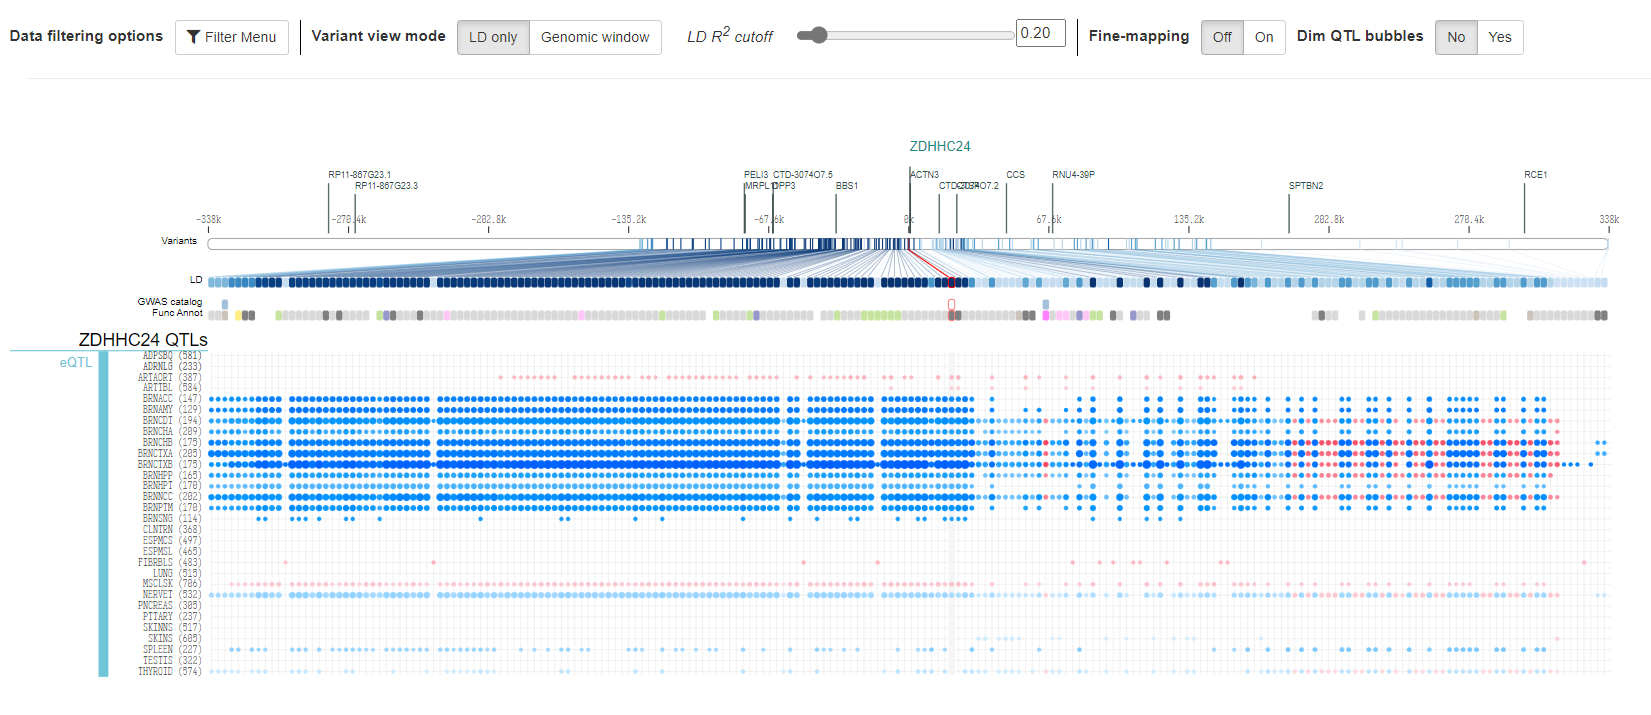 Data filtering options Filter Menu Variant view mode LD only Genomic window LD R2 cutoff 0.20 Fine-mapping Off On Dim QTL bubbles No Yes
ZDHHC24
RP11-867G23.1 PELI3 CTD-3074O7.5 ACTN3 CCS RNU4-39P RCE1
RP11-867G23.3 DPP3 BBS1 SPTBN2
-338k -270.4k -202.8k -135.2k -67.6k 0k 67.6k 135.2k 202.8k 270.4k 338k
Variants
LD
GWAS catalog
Func Annot
ZDHHC24 QTLs
eQTL
ADPSBQ (581)
ADRNLG (233)
ARTAORT (387)
ARTTBL (584)
BRNACC (147)
BRNAMY (129)
BRNCDT (194)
BRNCHA (209)
BRNCHB (175)
BRNCTXA (205)
BRNCTXB (175)
BRNHPP (165)
BRNHPT (170)
BRNNCC (202)
BRNPTM (170)
BRNSNG (114)
CLNTRN (368)
ESPMCS (497)
ESPMSL (465)
FIBRBLS (483)
LUNG (515)
MSCLSK (706)
NERVET (532)
PNCREAS (305)
PTTARY (237)
SKINNS (517)
SKINS (605)
SPLEEN (227)
TESTIS (322)
THYROID (574)